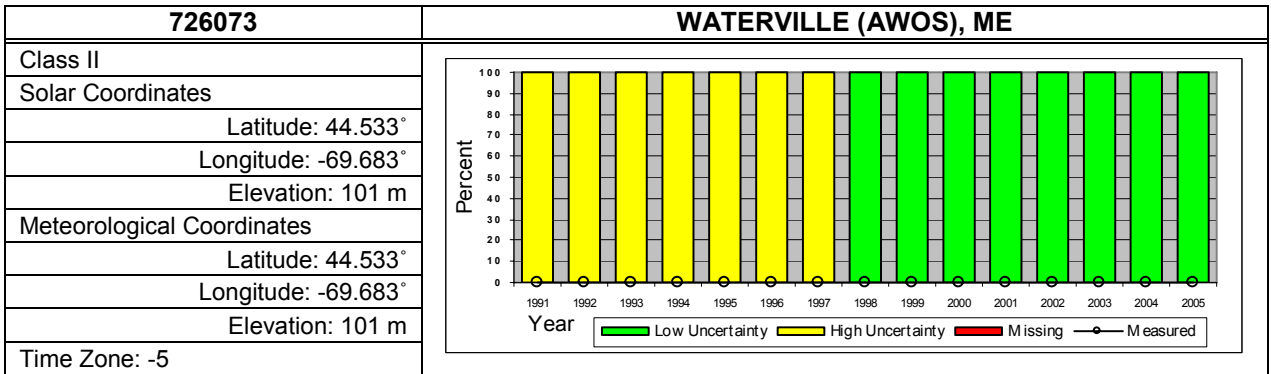 726073
WATERVILLE (AWOS), ME
Class II
Solar Coordinates
Latitude: 44.533˚
Longitude: -69.683˚
Elevation: 101 m
Meteorological Coordinates
Latitude: 44.533˚
Longitude: -69.683˚
Elevation: 101 m
Time Zone: -5
Percent
100
90
80
70
60
50
40
30
20
10
0
1991 1992 1993 1994 1995 1996 1997 1998 1999 2000 2001 2002 2003 2004 2005
Year
Low Uncertainty High Uncertainty Missing Measured